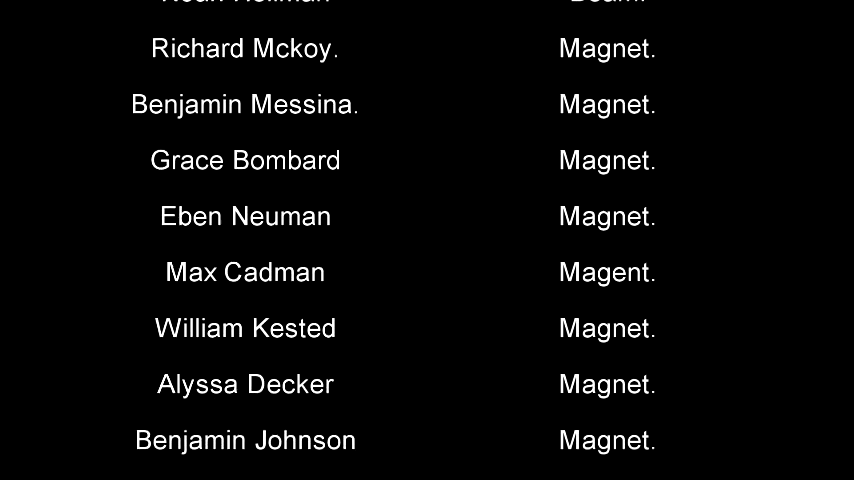 Richard Mckoy. Magnet.
Benjamin Messina. Magnet.
Grace Bombard Magnet.
Eben Neuman Magnet.
Max Cadman Magent.
William Kested Magnet.
Alyssa Decker Magnet.
Benjamin Johnson Magnet.